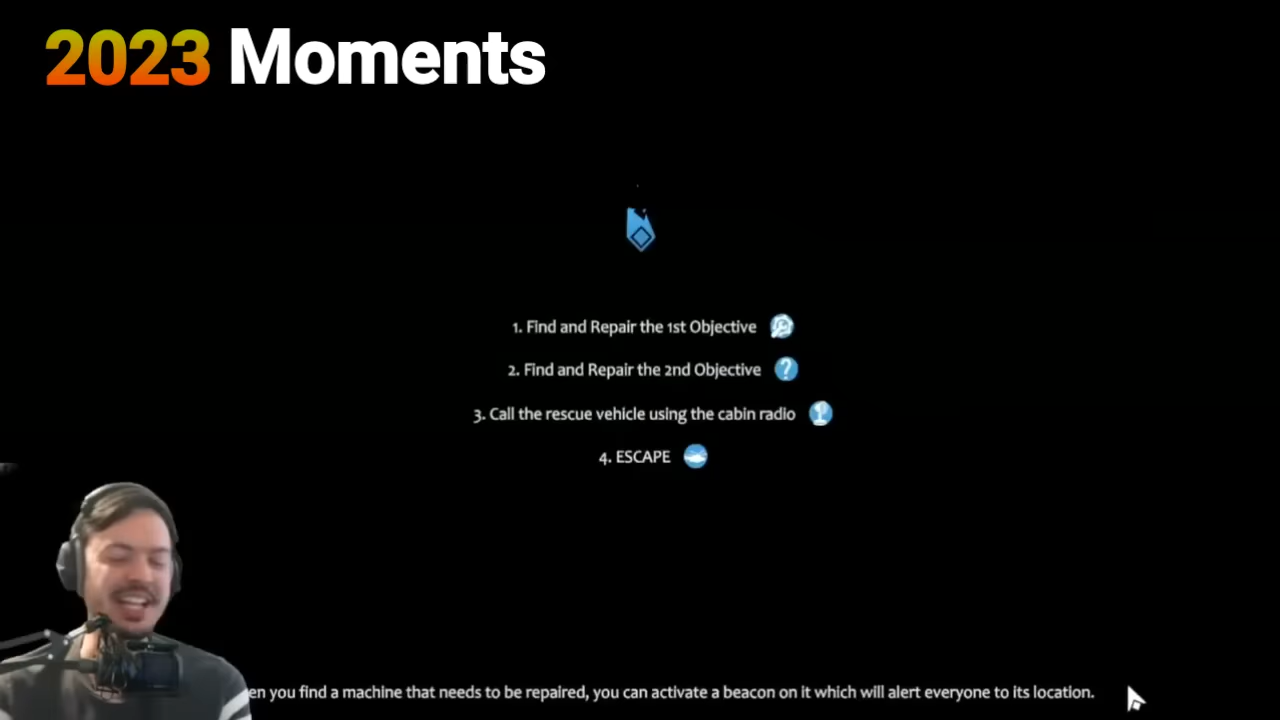 2023 Moments
1. Find and Repair the 1st Objective
2. Find and Repair the 2nd Objective
?
3. Call the rescue vehicle using the cabin radio
4. ESCAPE
en you find a machine that needs to be repaired, you can activate a beacon on it which will alert everyone to its location.